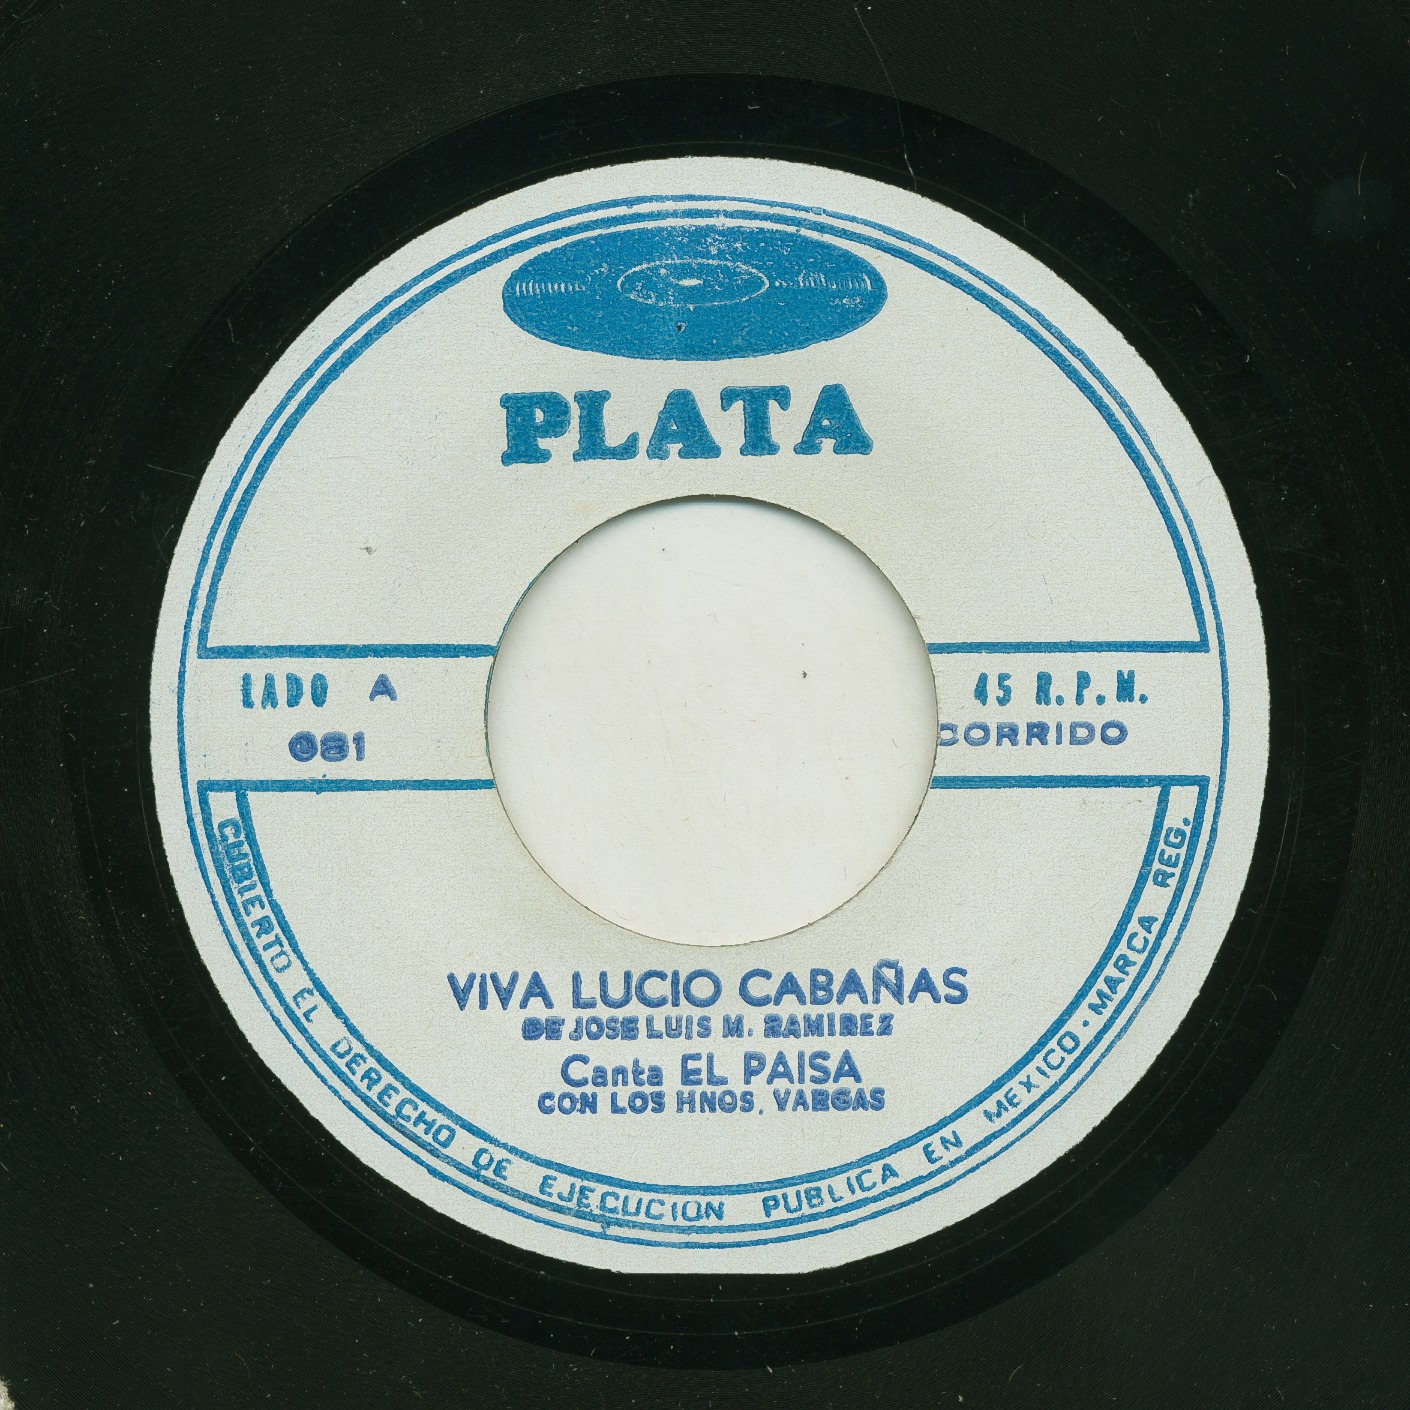 PLATA
LADO A
45 R.P.M.
081
CORRIDO
VIVA LUCIO CABAÑAS
DE JOSE LUIS M. RAMIREZ
Canta EL PAISA
CON LOS HNOS. VARGAS
CUBIERTO EL DERECHO DE EJECUCION PUBLICA EN MEXICO · MARCA REG.